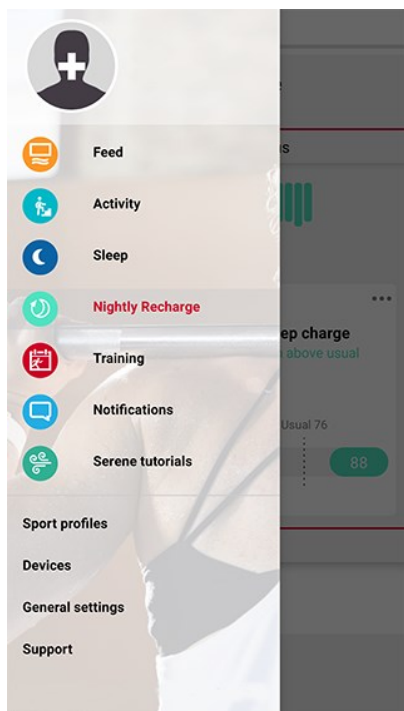 Feed
Activity
Sleep
Nightly Recharge
Training
Notifications
Serene tutorials
Sport profiles
Devices
General settings
Support
ep charge
above usual
Usual 76
88